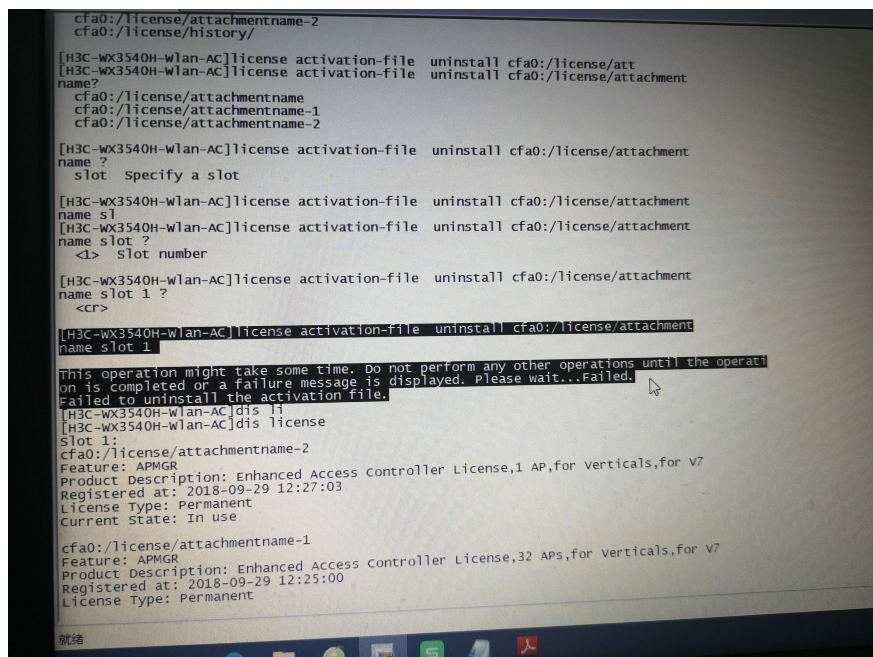 cfa0:/license/attachmentname-2
cfa0:/license/history/
[H3C-WX3540H-Wlan-AC]license activation-file  uninstall cfa0:/license/att
[H3C-WX3540H-Wlan-AC]license activation-file  uninstall cfa0:/license/attachment
name?
cfa0:/license/attachmentname
cfa0:/license/attachmentname-1
cfa0:/license/attachmentname-2
[H3C-WX3540H-Wlan-AC]license activation-file  uninstall cfa0:/license/attachment
name ?
slot  Specify a slot
[H3C-WX3540H-Wlan-AC]license activation-file  uninstall cfa0:/license/attachment
name sl
[H3C-WX3540H-Wlan-AC]license activation-file  uninstall cfa0:/license/attachment
name slot ?
<1>  Slot number
[H3C-WX3540H-Wlan-AC]license activation-file  uninstall cfa0:/license/attachment
name slot 1 ?
<cr>
[H3C-WX3540H-Wlan-AC]license activation-file  uninstall cfa0:/license/attachment
name slot 1
This operation might take some time. Do not perform any other operations until the operati
on is completed or a failure message is displayed. Please wait...Failed.
Failed to uninstall the activation file.
[H3C-WX3540H-Wlan-AC]dis li
[H3C-WX3540H-Wlan-AC]dis license
Slot 1:
cfa0:/license/attachmentname-2
Feature: APMGR
Product Description: Enhanced Access Controller License,1 AP,for Verticals,for V7
Registered at: 2018-09-29 12:27:03
License Type: Permanent
Current State: In use
cfa0:/license/attachmentname-1
Feature: APMGR
Product Description: Enhanced Access Controller License,32 APs,for Verticals,for V7
Registered at: 2018-09-29 12:25:00
License Type: Permanent
就绪